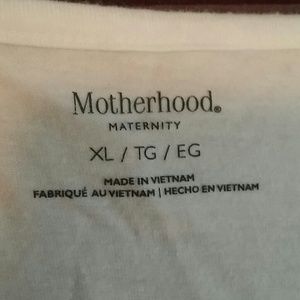 Motherhood®
MATERNITY
XL / TG / EG
MADE IN VIETNAM
FABRIQUÉ AU VIETNAM | HECHO EN VIETNAM